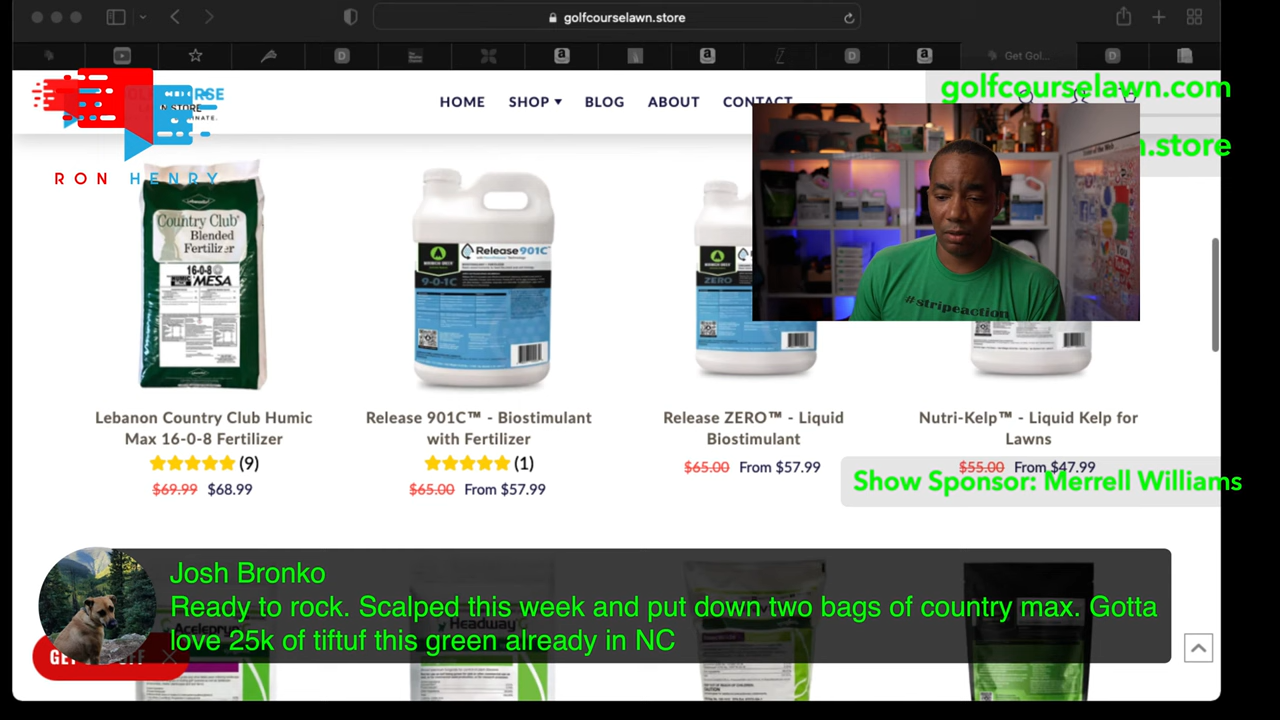 golfcourselawn.store
Get Gol...
RON HENRY
HOME SHOP BLOG ABOUT CONTACT
golfcourselawn.com
n.store
#stripeaction
Country Club
Blended
Fertilizer
16-0-8
MESA
Release 901C
9-0-1C
ZERO
Lebanon Country Club Humic
Max 16-0-8 Fertilizer
(9)
$69.99 $68.99
Release 901C™ - Biostimulant
with Fertilizer
(1)
$65.00 From $57.99
Release ZERO™ - Liquid
Biostimulant
$65.00 From $57.99
Nutri-Kelp™ - Liquid Kelp for
Lawns
$55.00 From $47.99
Show Sponsor: Merrell Williams
Josh Bronko
Ready to rock. Scalped this week and put down two bags of country max. Gotta
love 25k of tiftuf this green already in NC
Headway